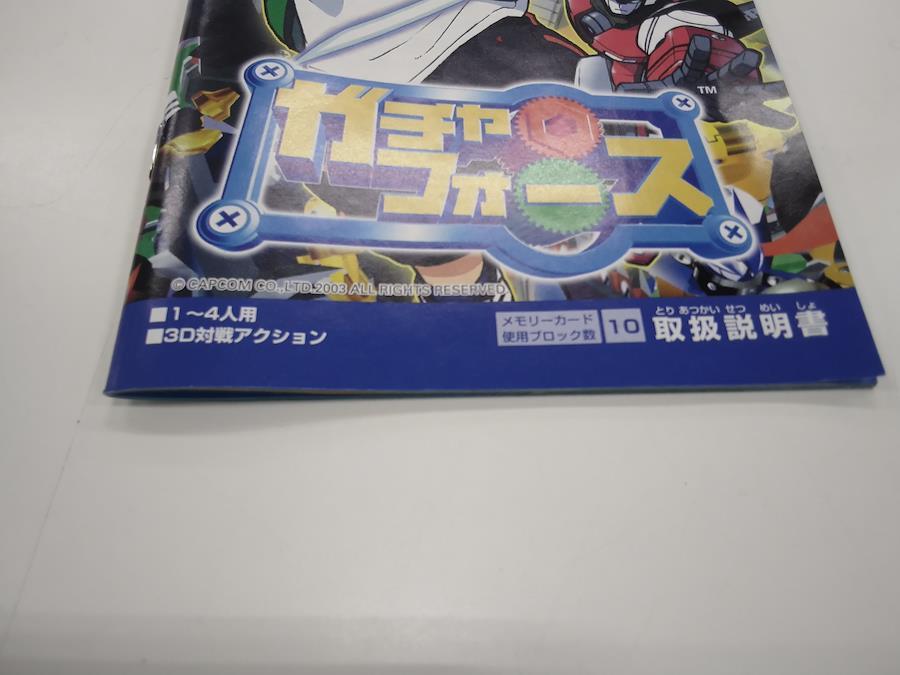 TM
ガチャ
フォース
© CAPCOM CO.,LTD.2003 ALL RIGHTS RESERVED.
■1〜4人用
■3D対戦アクション
メモリーカード
使用ブロック数
10
とりあつかいせつめいしょ
取扱説明書